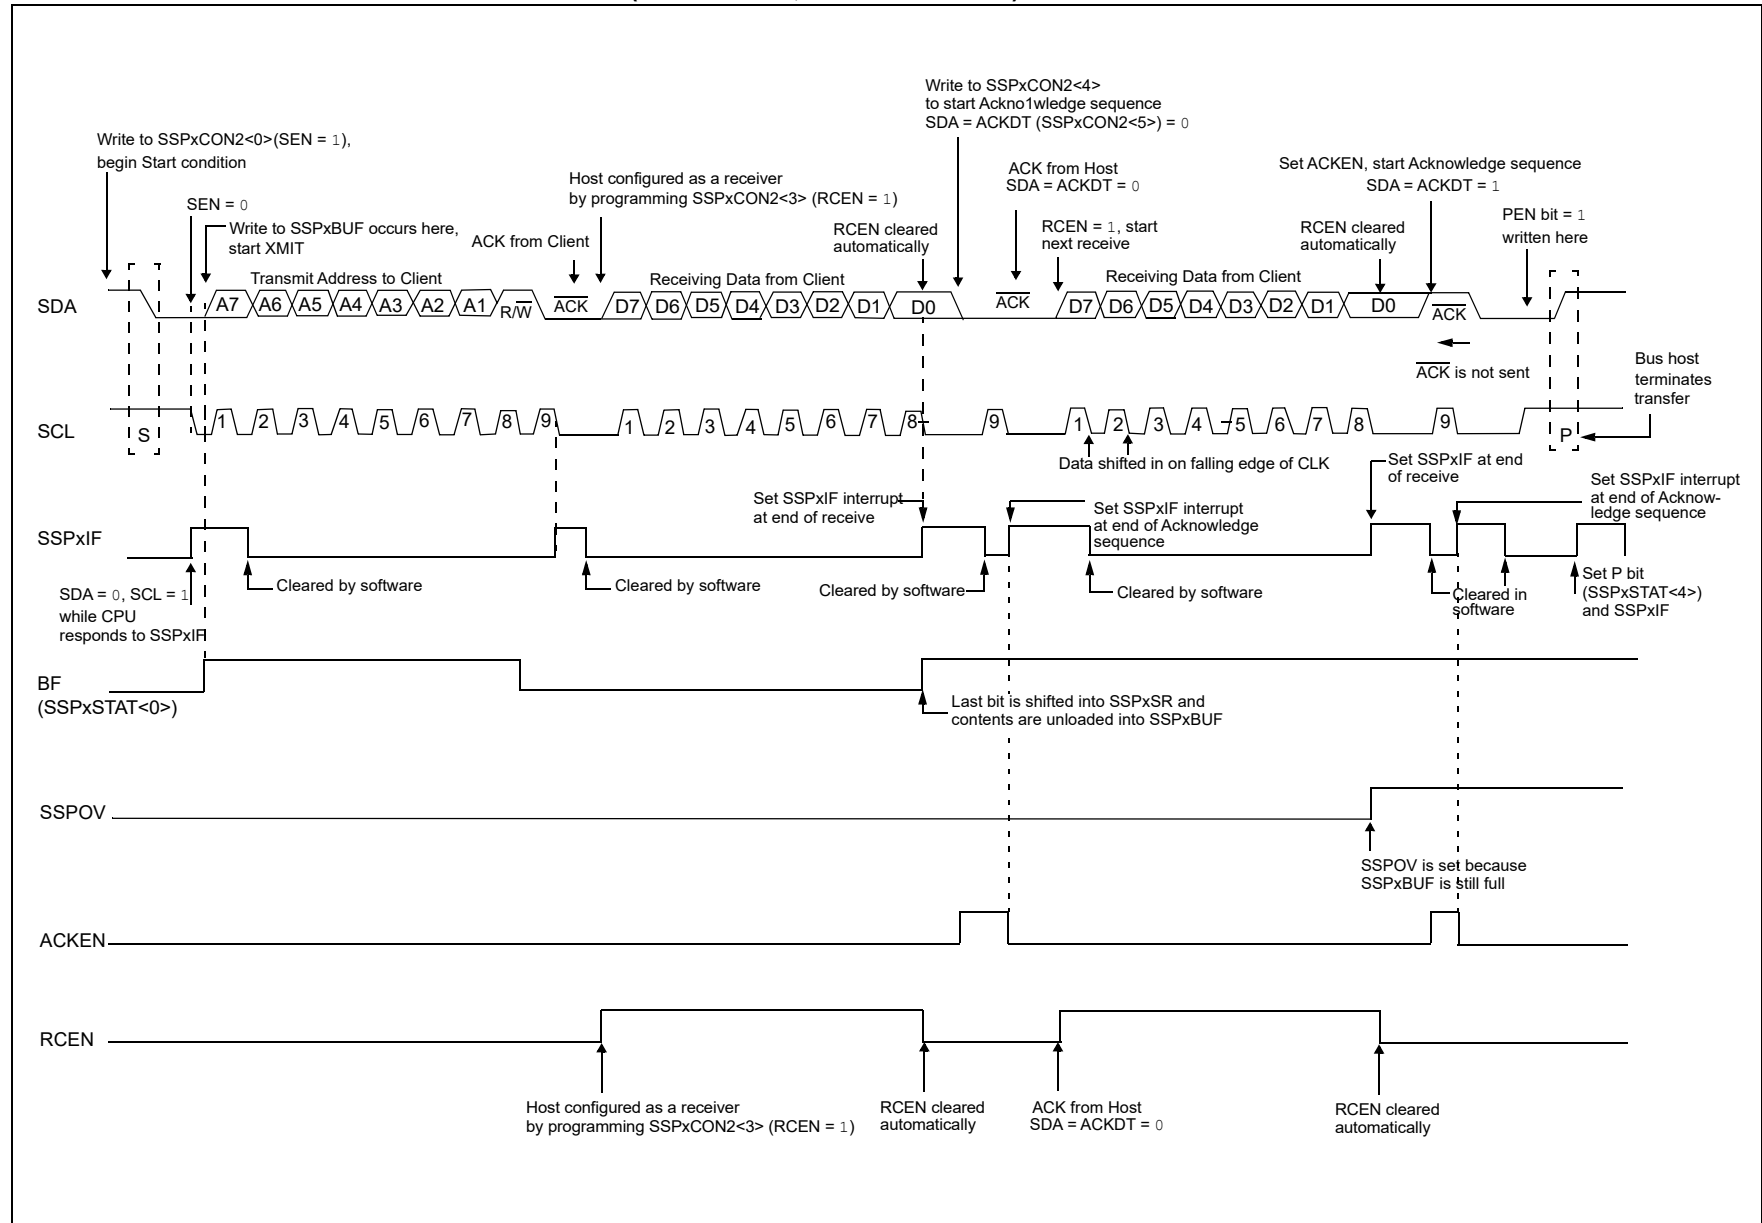 Write to SSPxCON2<4>
to start Ackno1wledge sequence
SDA = ACKDT (SSPxCON2<5>) = 0
Write to SSPxCON2<0>(SEN = 1),
begin Start condition
ACK from Host
SDA = ACKDT = 0
Set ACKEN, start Acknowledge sequence
SDA = ACKDT = 1
Host configured as a receiver
by programming SSPxCON2<3> (RCEN = 1)
SEN = 0
Write to SSPxBUF occurs here,
start XMIT
ACK from Client
RCEN cleared
automatically
RCEN = 1, start
next receive
RCEN cleared
automatically
PEN bit = 1
written here
Transmit Address to Client
Receiving Data from Client
Receiving Data from Client
SDA
A7 A6 A5 A4 A3 A2 A1 R/W ACK D7 D6 D5 D4 D3 D2 D1 D0 ACK D7 D6 D5 D4 D3 D2 D1 D0 ACK
ACK is not sent
Bus host
terminates
transfer
SCL
S 1 2 3 4 5 6 7 8 9 1 2 3 4 5 6 7 8 9 1 2 3 4 5 6 7 8 9 P
Data shifted in on falling edge of CLK
Set SSPxIF at end
of receive
Set SSPxIF interrupt
at end of receive
Set SSPxIF interrupt
at end of Acknowledge
sequence
Set SSPxIF interrupt
at end of Acknow-
ledge sequence
SSPxIF
SDA = 0, SCL = 1
while CPU
responds to SSPxIF
Cleared by software
Cleared by software
Cleared by software
Cleared by software
Cleared in
software
Set P bit
(SSPxSTAT<4>)
and SSPxIF
BF
(SSPxSTAT<0>)
Last bit is shifted into SSPxSR and
contents are unloaded into SSPxBUF
SSPOV
SSPOV is set because
SSPxBUF is still full
ACKEN
RCEN
Host configured as a receiver
by programming SSPxCON2<3> (RCEN = 1)
RCEN cleared
automatically
ACK from Host
SDA = ACKDT = 0
RCEN cleared
automatically